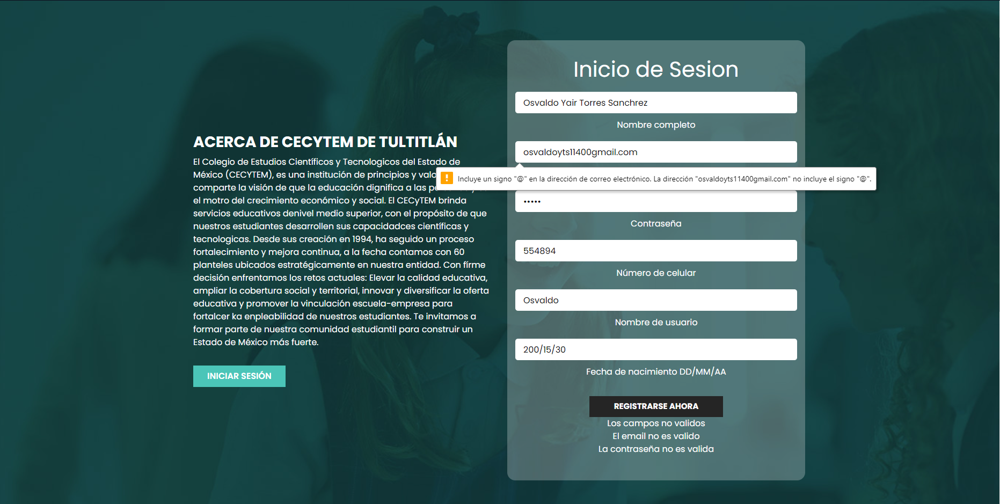 ACERCA DE CECYTEM DE TULTITLÁN
El Colegio de Estudios Científicos y Tecnologicos del Estado de
México (CECYTEM), es una institución de principios y valo
comparte la visión de que la educación dignifica a las
el motro del crecimiento económico y social. El CECyTEM brinda
servicios educativos denivel medio superior, con el propósito de que
nuestros estudiantes desarrollen sus capacidadces científicas y
tecnologicas. Desde sus creación en 1994, ha seguido un proceso
fortalecimiento y mejora continua, a la fecha contamos con 60
planteles ubicados estratégicamente en nuestra entidad. Con fírme
decisión enfrentamos los retos actuales: Elevar la calidad educativa,
ampliar la cobertura social y territorial, innovar y diversificar la oferta
educativa y promover la vinculación escuela-empresa para
fortalcer ka enpleabilidad de nuestros estudiantes. Te invitamos a
formar parte de nuestra comunidad estudiantil para construir un
Estado de México más fuerte.
INICIAR SESIÓN
Inicio de Sesion
Osvaldo Yair Torres Sanchrez
Nombre completo
osvaldoyts11400gmail.com
Incluye un signo "@" en la dirección de correo electrónico. La dirección "osvaldoyts11400gmail.com" no incluye el signo "@".
•••••
Contraseña
554894
Número de celular
Osvaldo
Nombre de usuario
200/15/30
Fecha de nacimiento DD/MM/AA
REGISTRARSE AHORA
Los campos no validos
El email no es valido
La contraseña no es valida